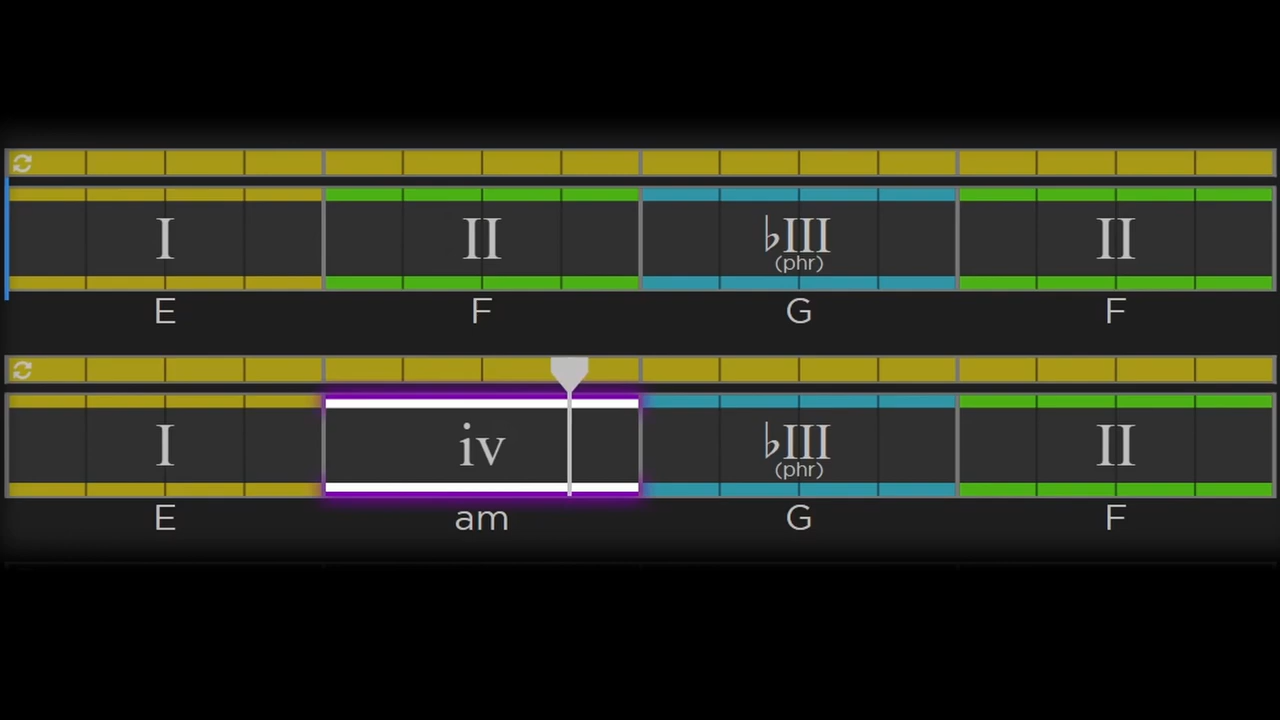 I II ♭III II
(phr)
E F G F
I iv ♭III II
(phr)
E am G F